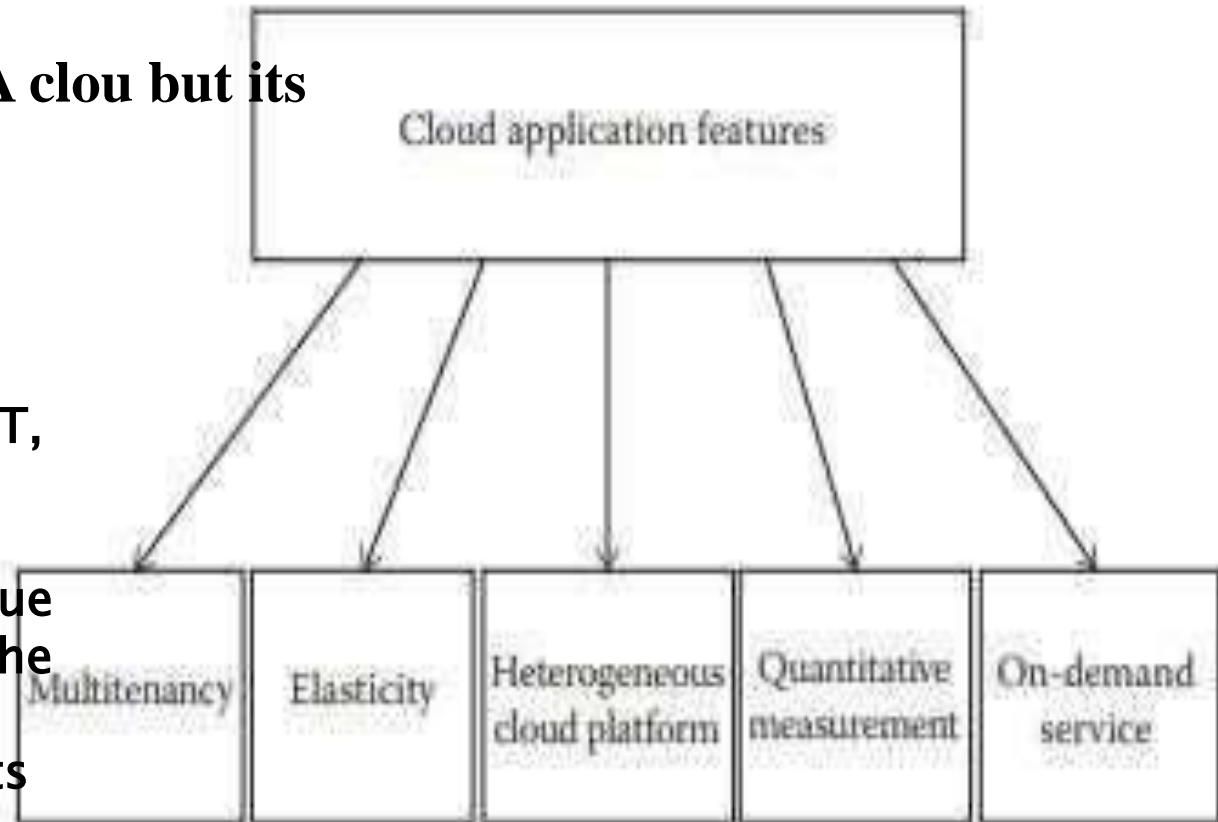 A clou but its
Cloud application features
T,
ue
he
ts
Multitenancy
Elasticity
Heterogeneous
cloud platform
Quantitative
measurement
On-demand
service